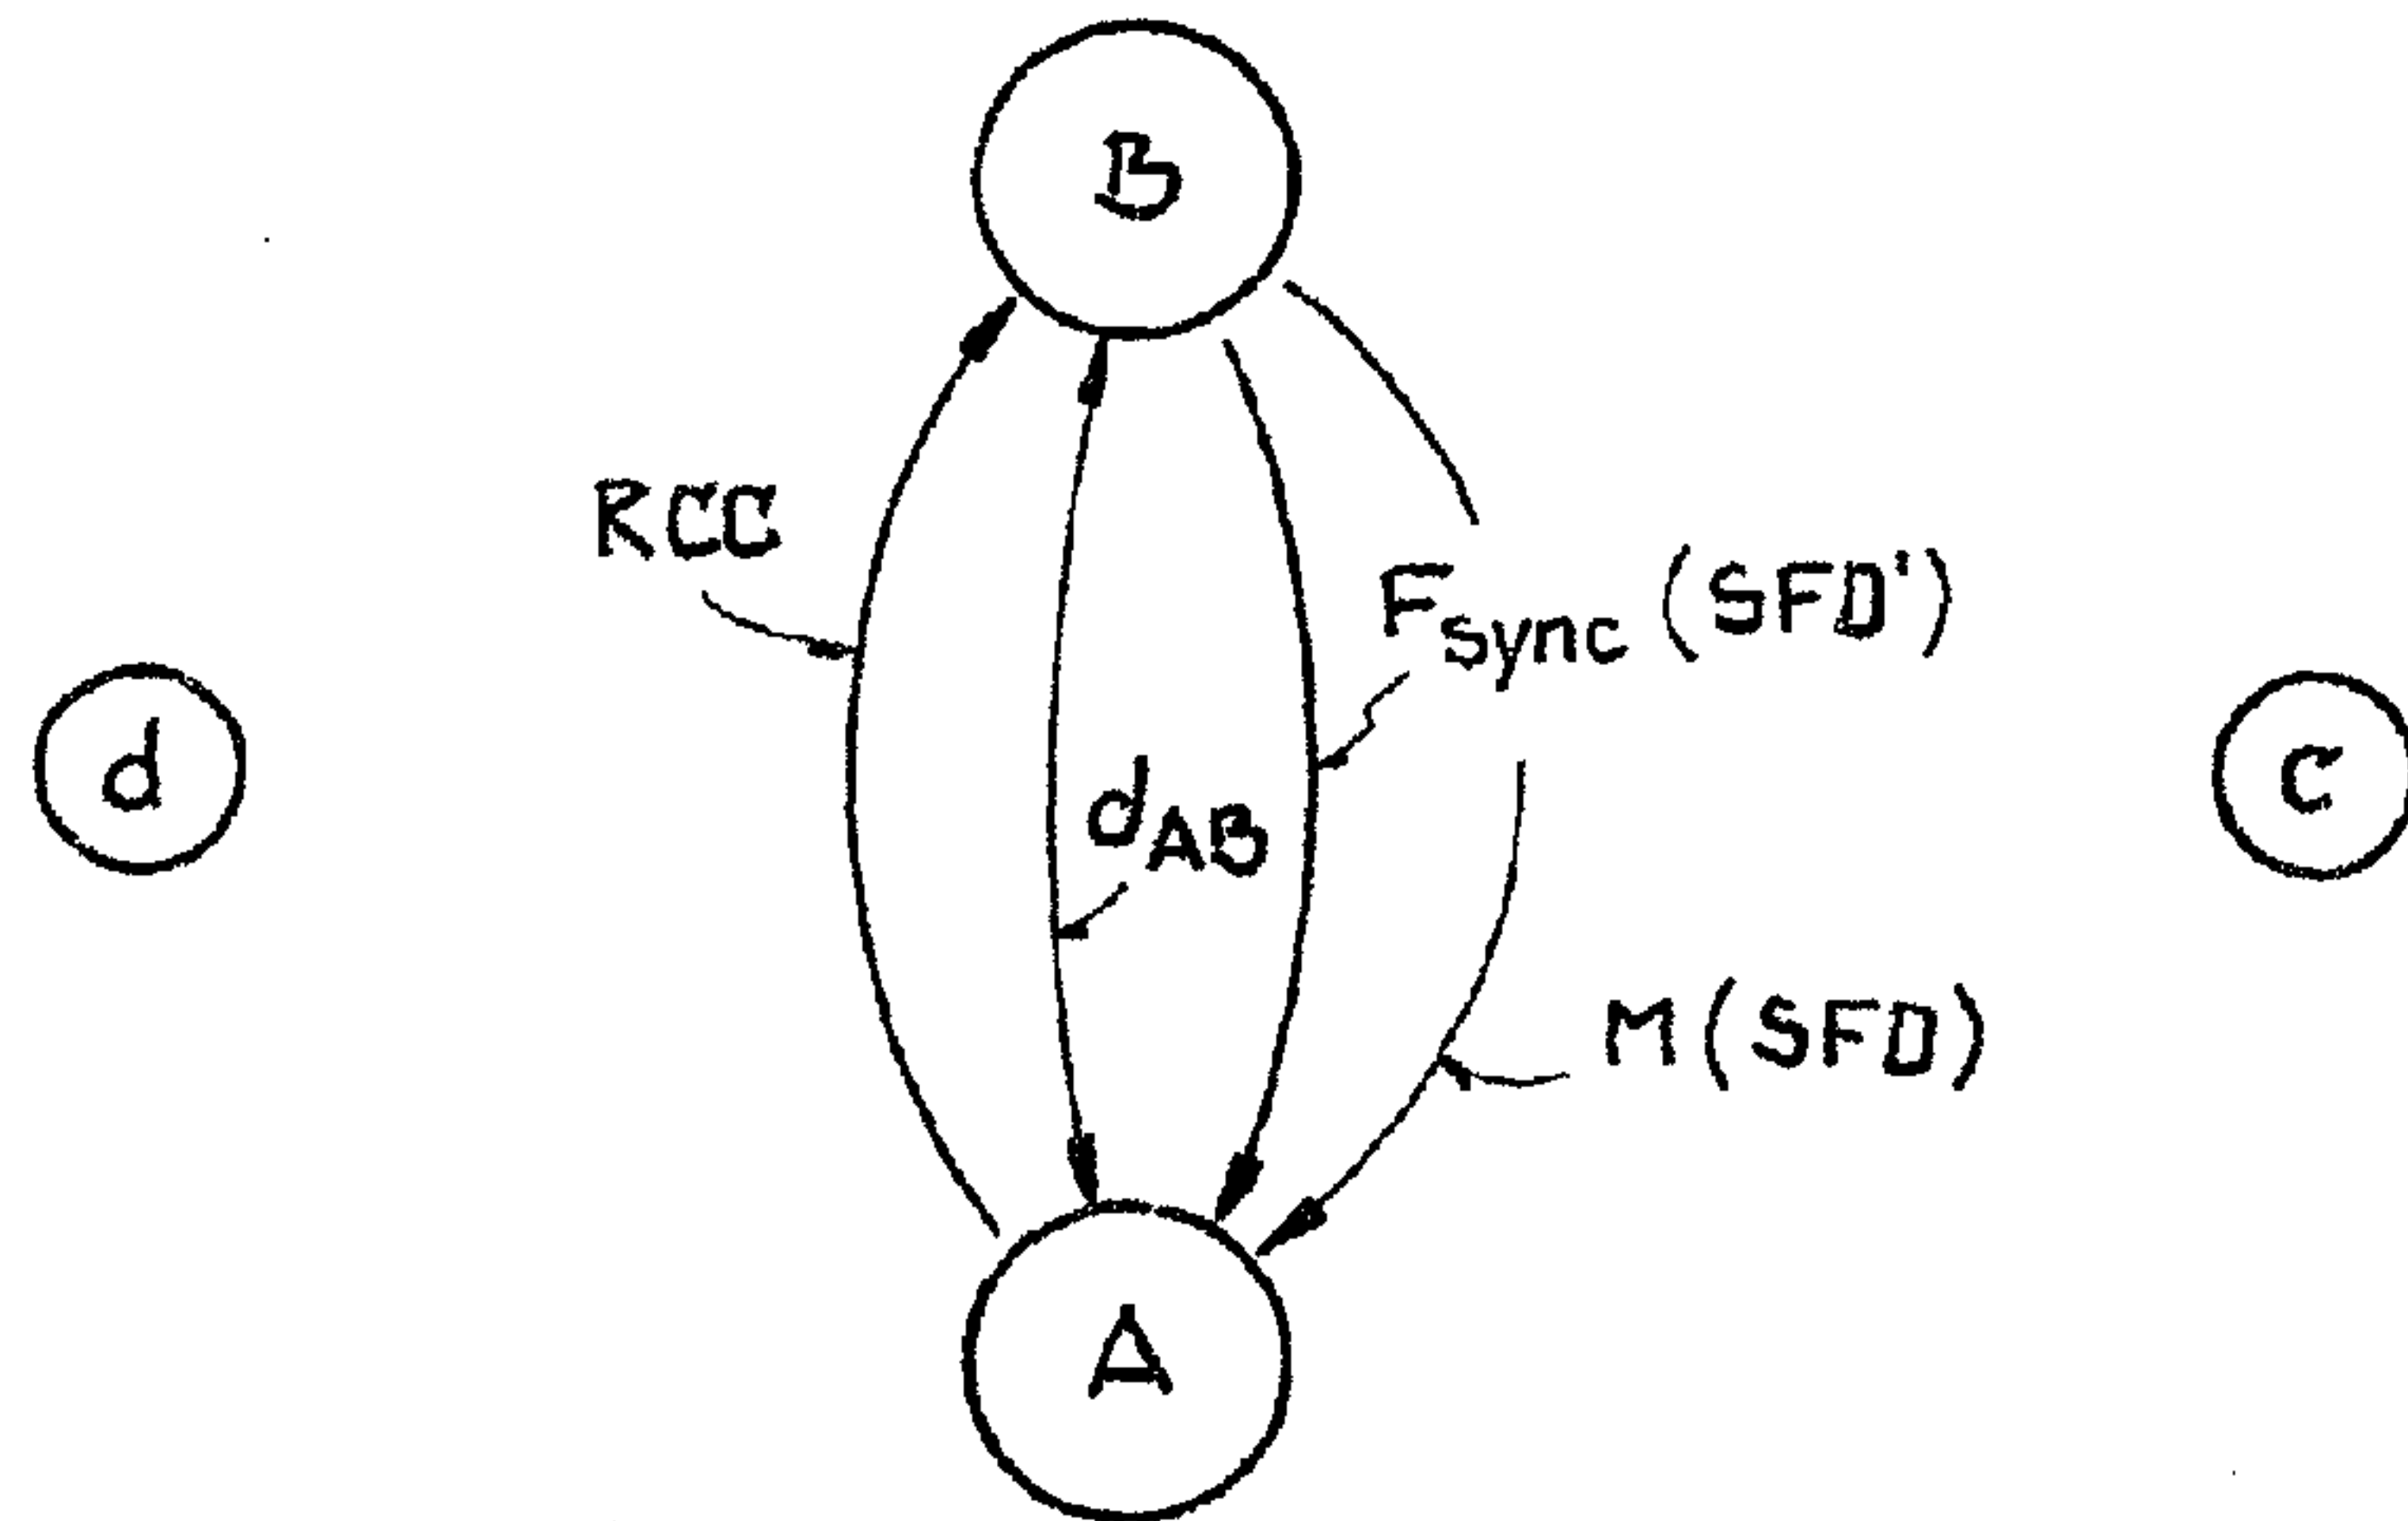 B
RCC
Fsync (SFD')
d
dAB
C
M(SFD)
A